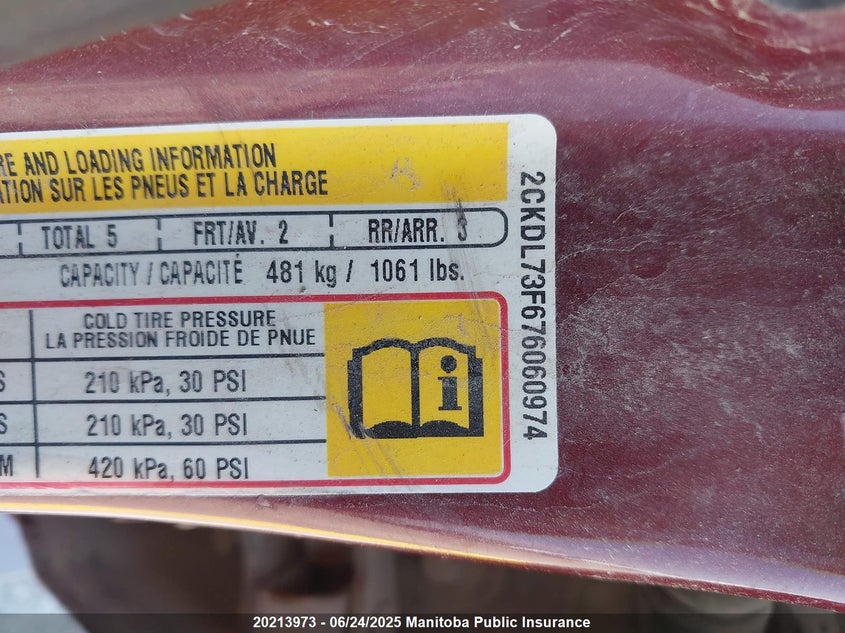 RE AND LOADING INFORMATION
ATION SUR LES PNEUS ET LA CHARGE
TOTAL 5 FRT/AV. 2 RR/ARR. 3
CAPACITY / CAPACITÉ 481 kg / 1061 lbs.
COLD TIRE PRESSURE
LA PRESSION FROIDE DE PNUE
S 210 kPa, 30 PSI
S 210 kPa, 30 PSI
M 420 kPa, 60 PSI
2CKDL73F676060974
20213973 - 06/24/2025 Manitoba Public Insurance